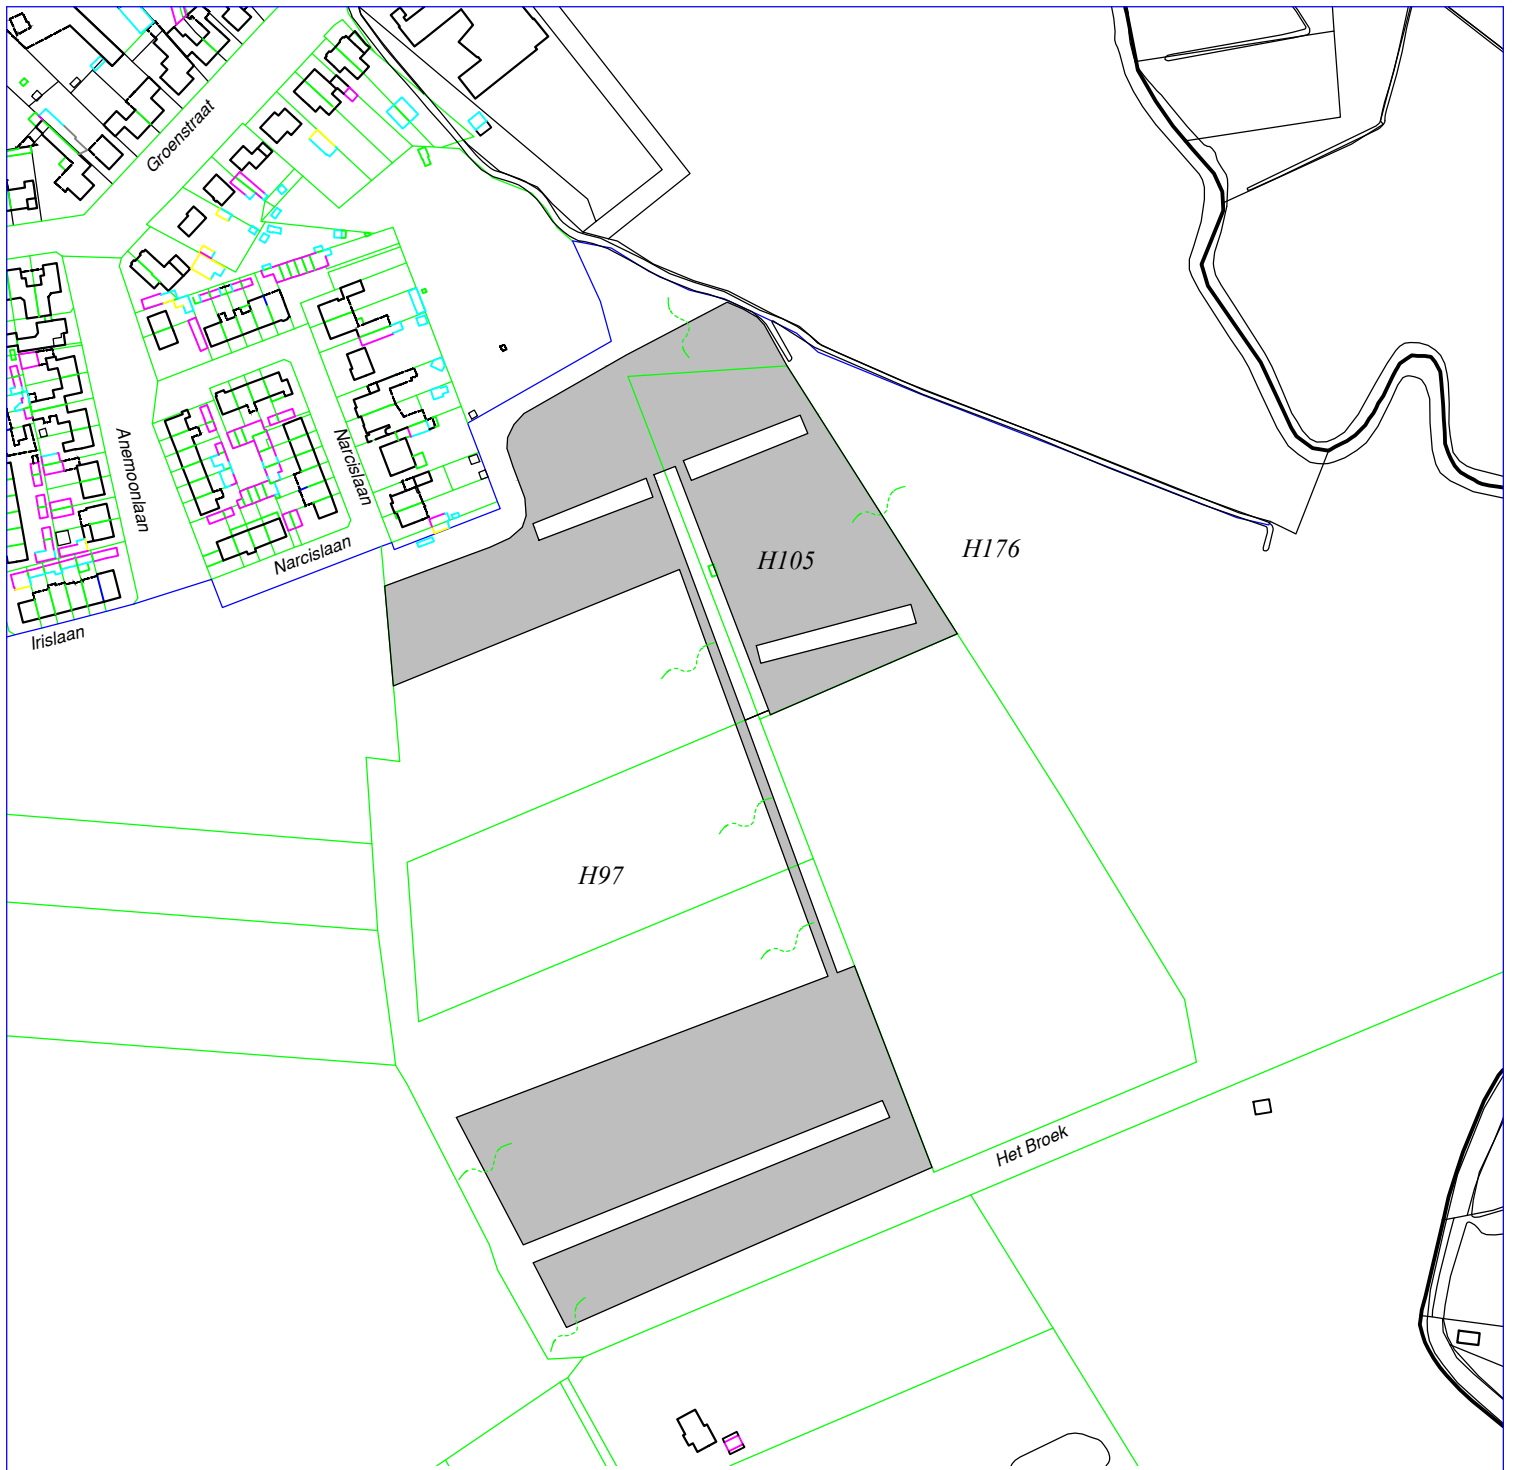 Groenstraat
Anemoonlaan
Narcislaan
Narcislaan
Irislaan
H105
H176
H97
Het Broek